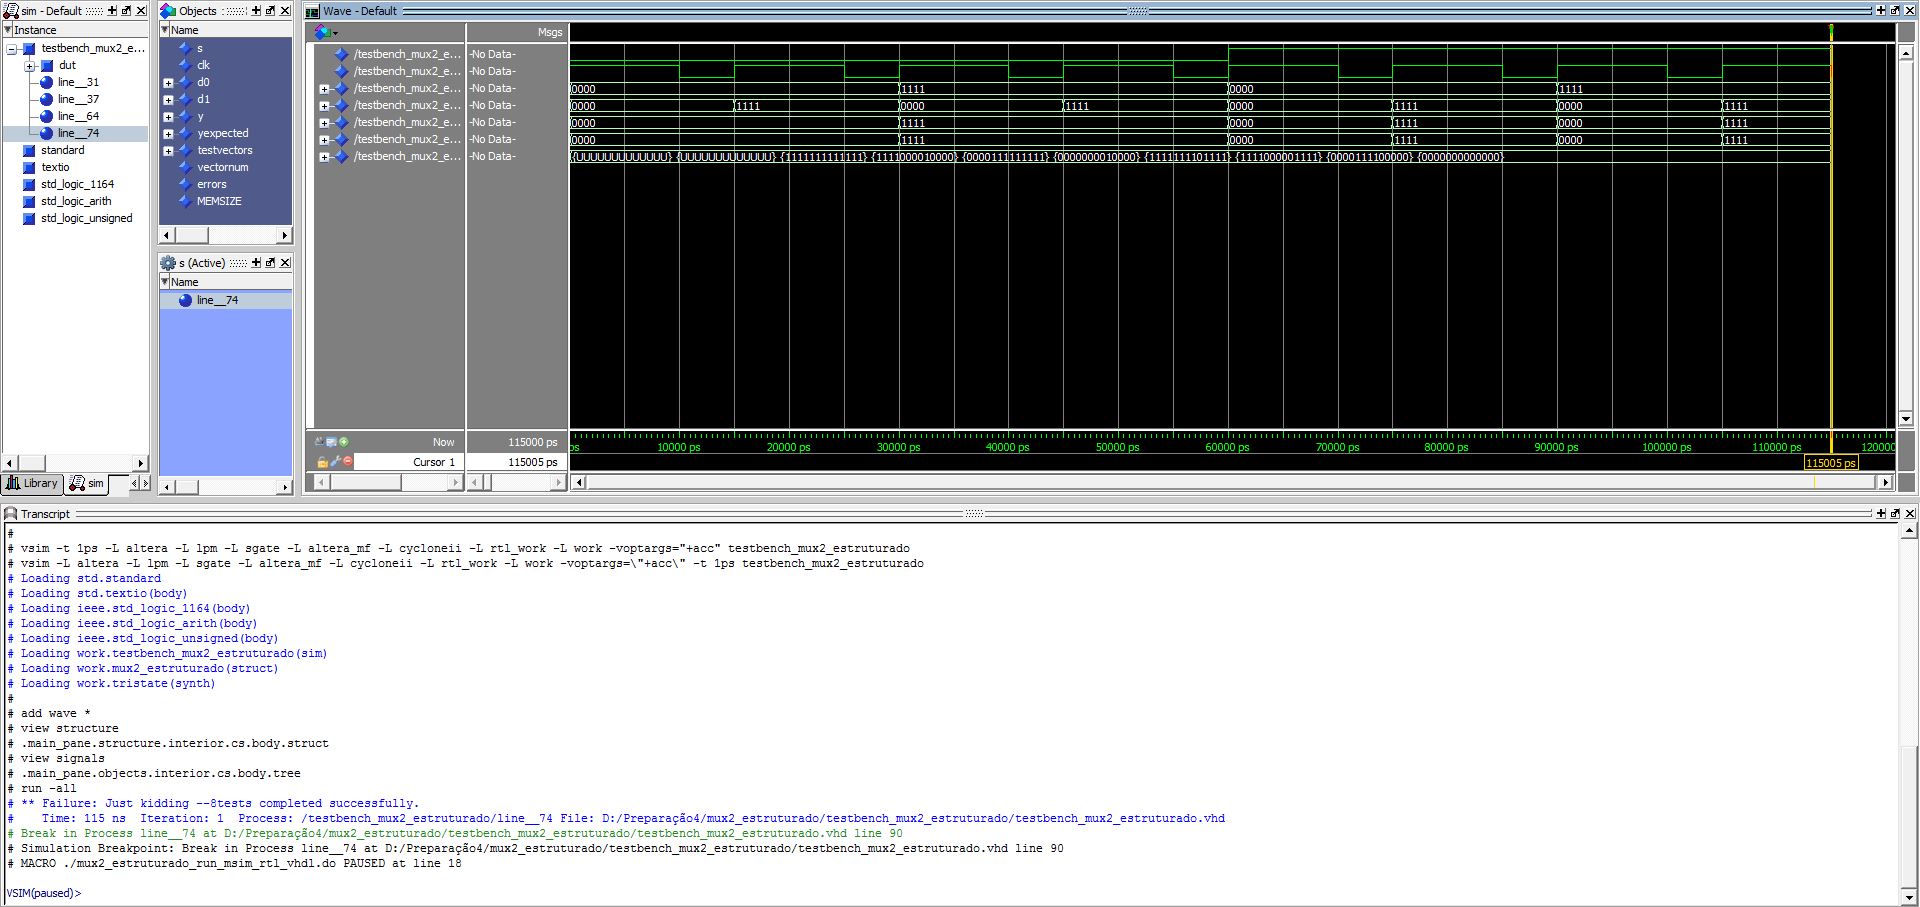 sim - Default
Instance
testbench_mux2_e...
dut
line__31
line__37
line__64
line__74
standard
textio
std_logic_1164
std_logic_arith
std_logic_unsigned
Library
sim
Objects
Name
s
clk
d0
d1
y
yexpected
testvectors
vectornum
errors
MEMSIZE
s (Active)
Name
line__74
Wave - Default
Msgs
/testbench_mux2_e... -No Data-
/testbench_mux2_e... -No Data-
/testbench_mux2_e... -No Data- 0000 1111 0000 1111
/testbench_mux2_e... -No Data- 0000 1111 0000 1111 0000 1111 0000 1111
/testbench_mux2_e... -No Data- 0000 1111 0000 1111 0000 1111
/testbench_mux2_e... -No Data- 0000 1111 0000 1111 0000 1111
/testbench_mux2_e... -No Data- {UUUUUUUUUUUUU} {UUUUUUUUUUUUU} {1111111111111} {1111000010000} {0000111111111} {0000000010000} {1111111101111} {1111000001111} {0000111100000} {0000000000000}
Now 115000 ps
ps 10000 ps 20000 ps 30000 ps 40000 ps 50000 ps 60000 ps 70000 ps 80000 ps 90000 ps 100000 ps 110000 ps 120000
Cursor 1 115005 ps
115005 ps
Transcript
#
# vsim -t 1ps -L altera -L lpm -L sgate -L altera_mf -L cycloneii -L rtl_work -L work -voptargs="+acc" testbench_mux2_estruturado
# vsim -L altera -L lpm -L sgate -L altera_mf -L cycloneii -L rtl_work -L work -voptargs=\"+acc\" -t 1ps testbench_mux2_estruturado
# Loading std.standard
# Loading std.textio(body)
# Loading ieee.std_logic_1164(body)
# Loading ieee.std_logic_arith(body)
# Loading ieee.std_logic_unsigned(body)
# Loading work.testbench_mux2_estruturado(sim)
# Loading work.mux2_estruturado(struct)
# Loading work.tristate(synth)
#
# add wave *
# view structure
# .main_pane.structure.interior.cs.body.struct
# view signals
# .main_pane.objects.interior.cs.body.tree
# run -all
# ** Failure: Just kidding --8tests completed successfully.
# Time: 115 ns Iteration: 1 Process: /testbench_mux2_estruturado/line__74 File: D:/Preparação4/mux2_estruturado/testbench_mux2_estruturado/testbench_mux2_estruturado.vhd
# Break in Process line__74 at D:/Preparação4/mux2_estruturado/testbench_mux2_estruturado/testbench_mux2_estruturado.vhd line 90
# Simulation Breakpoint: Break in Process line__74 at D:/Preparação4/mux2_estruturado/testbench_mux2_estruturado/testbench_mux2_estruturado.vhd line 90
# MACRO ./mux2_estruturado_run_msim_rtl_vhdl.do PAUSED at line 18
VSIM(paused)>